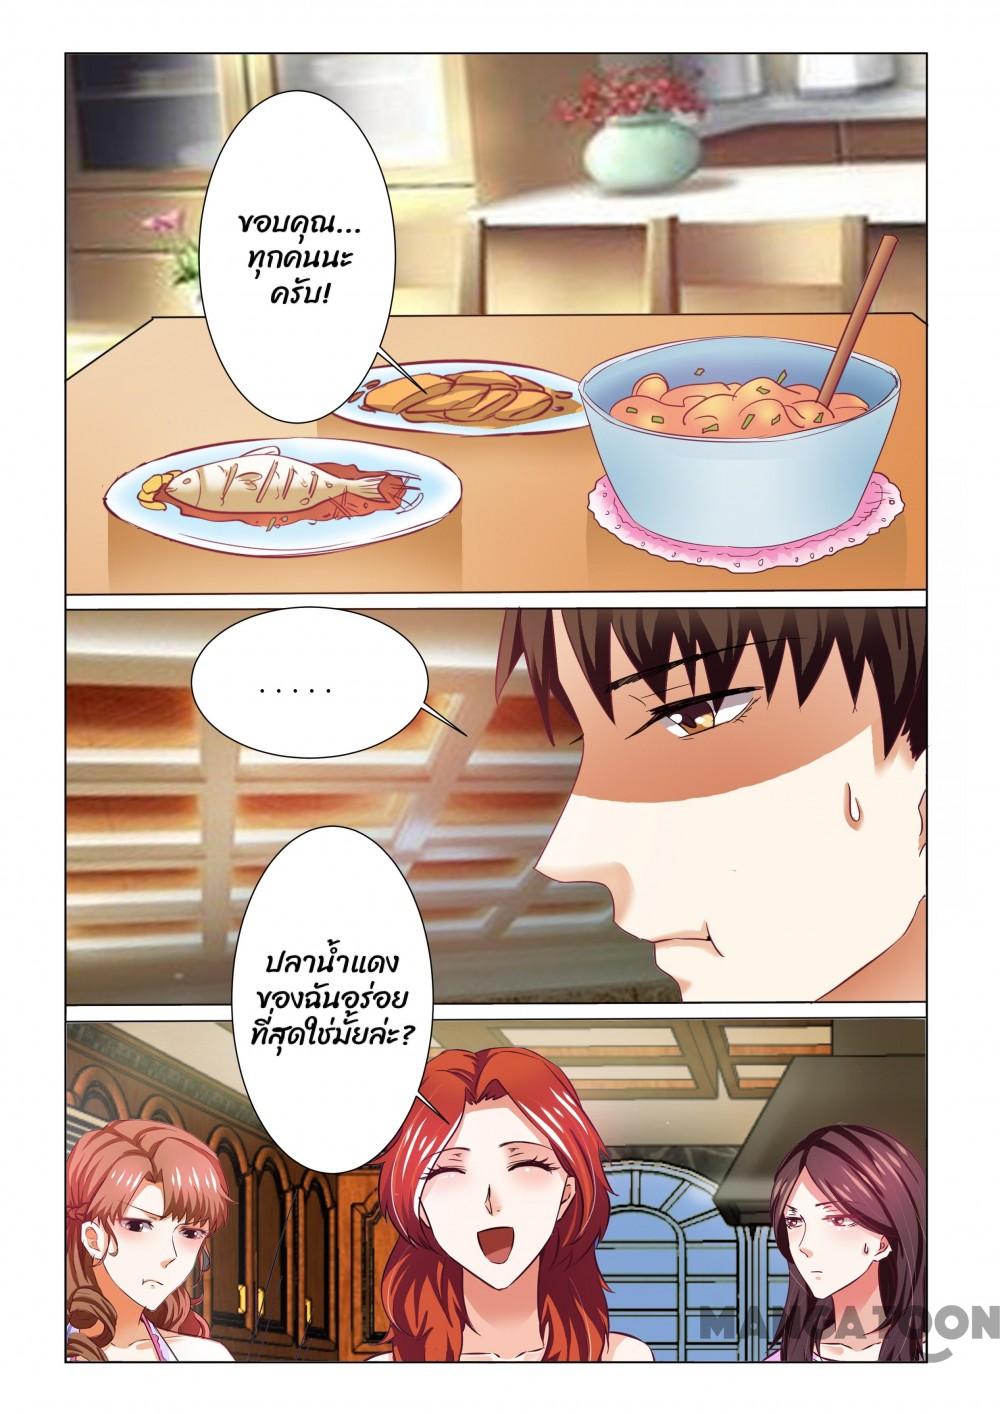 ขอบคุณ...
ทุกคนนะ
ครับ!
.....
ปลาน้ำแดง
ของฉันอร่อย
ที่สุดใช่มั้ยล่ะ?
MANGATOON